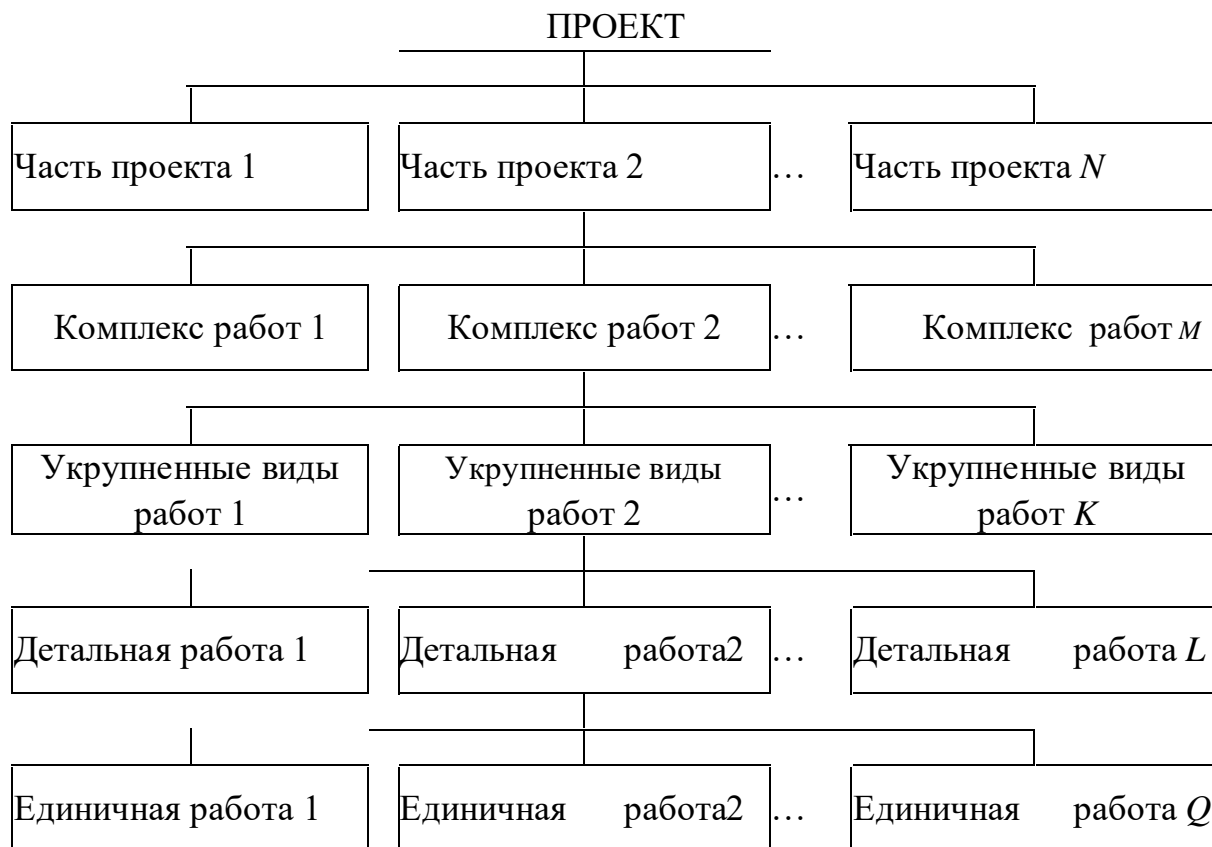 ПРОЕКТ
Часть проекта 1 Часть проекта 2 … Часть проекта N
Комплекс работ 1 Комплекс работ 2 … Комплекс работ М
Укрупненные виды работ 1 Укрупненные виды работ 2 … Укрупненные виды работ K
Детальная работа 1 Детальная работа2 … Детальная работа L
Единичная работа 1 Единичная работа2 … Единичная работа Q